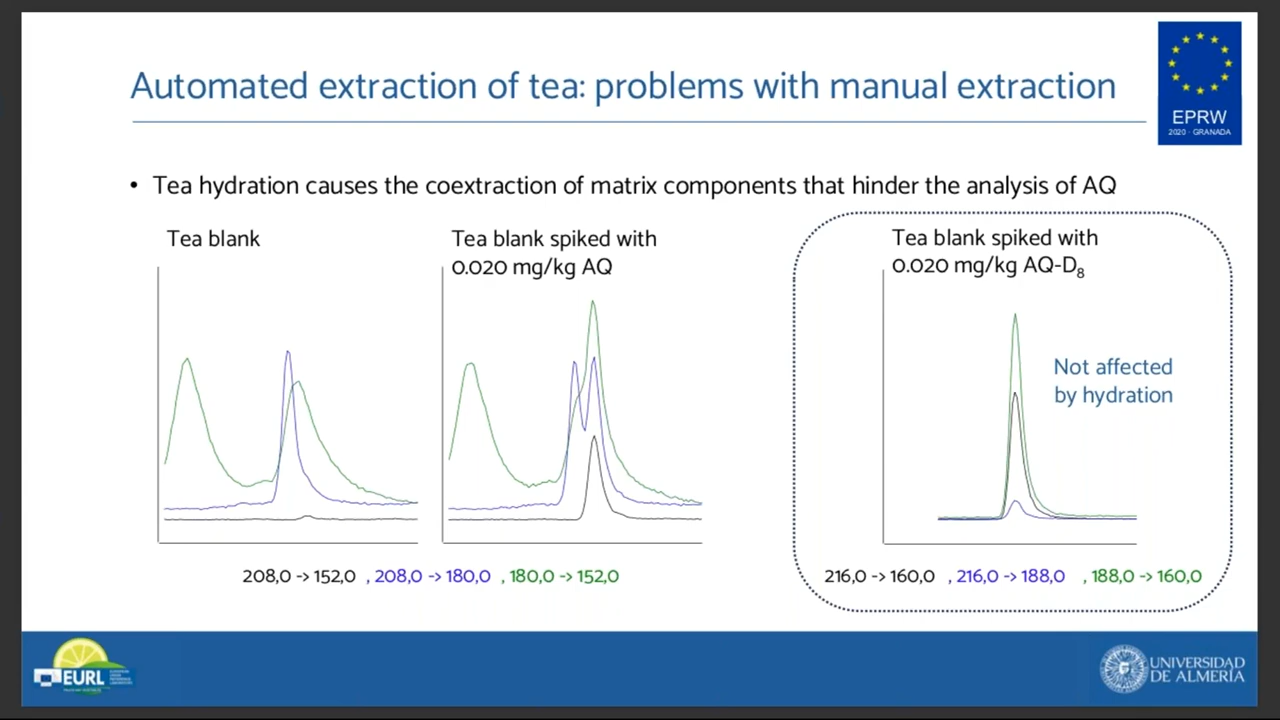 Automated extraction of tea: problems with manual extraction
EPRW
2020 · GRANADA
• Tea hydration causes the coextraction of matrix components that hinder the analysis of AQ
Tea blank
Tea blank spiked with
0.020 mg/kg AQ
Tea blank spiked with
0.020 mg/kg AQ-D₈
Not affected
by hydration
208,0 -> 152,0 , 208,0 -> 180,0 , 180,0 -> 152,0
216,0 -> 160,0 , 216,0 -> 188,0 , 188,0 -> 160,0
EURL
UNIVERSIDAD
DE ALMERÍA